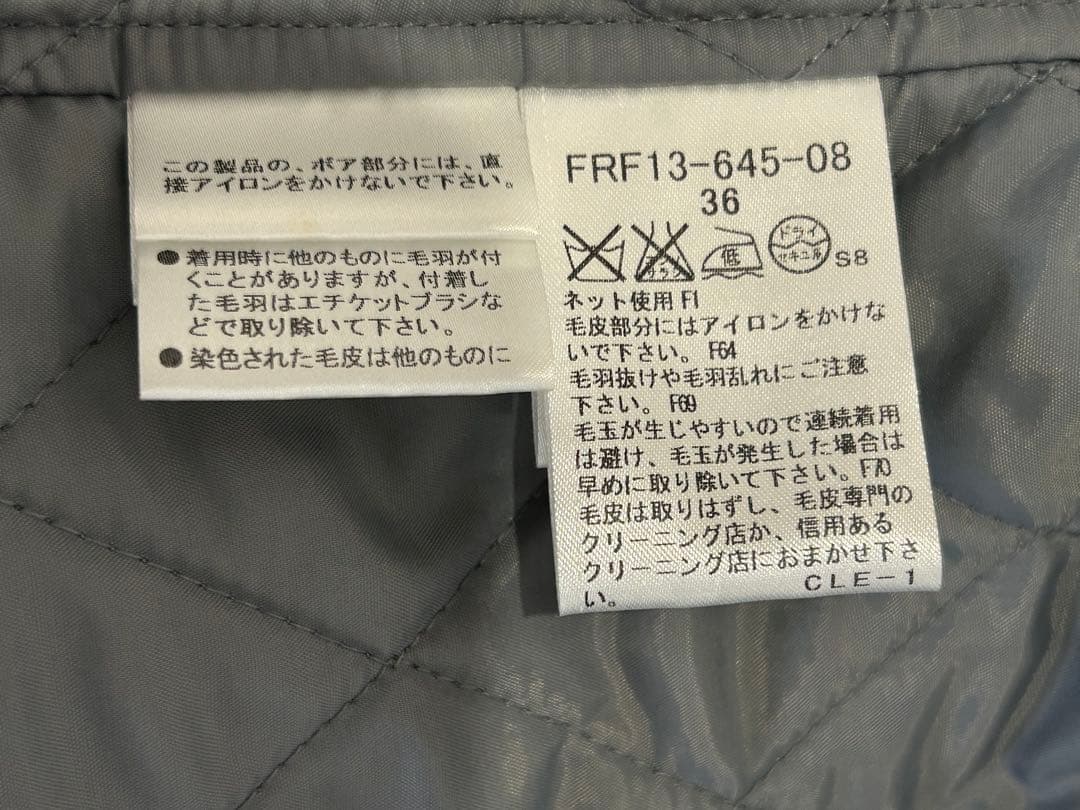 この製品の、ボア部分には、直
接アイロンをかけないで下さい。
●着用時に他のものに毛羽が付
くことがありますが、付着し
た毛羽はエチケットブラシな
どで取り除いて下さい。
●染色された毛皮は他のものに
FRF13-645-08
36
低
ドライ
セキユ系
S8
ネット使用 F1
毛皮部分にはアイロンをかけな
いで下さい。F64
毛羽抜けや毛羽乱れにご注意
下さい。F69
毛玉が生じやすいので連続着用
は避け、毛玉が発生した場合は
早めに取り除いて下さい。F70
毛皮は取りはずし、毛皮専門の
クリーニング店か、信用ある
クリーニング店におまかせ下さ
い。
CLE-1